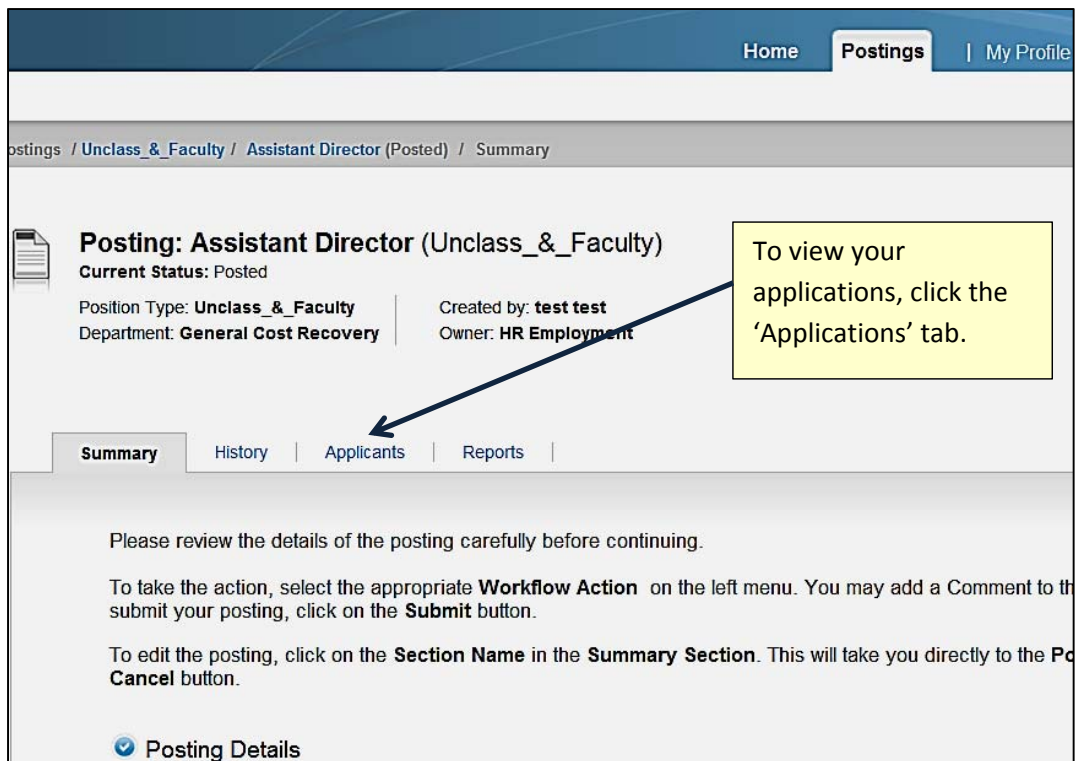 Home Postings | My Profile
ostings / Unclass_&_Faculty / Assistant Director (Posted) / Summary
Posting: Assistant Director (Unclass_&_Faculty)
Current Status: Posted
Position Type: Unclass_&_Faculty
Department: General Cost Recovery
Created by: test test
Owner: HR Employment
To view your
applications, click the
‘Applications’ tab.
Summary History | Applicants | Reports |
Please review the details of the posting carefully before continuing.
To take the action, select the appropriate Workflow Action on the left menu. You may add a Comment to th
submit your posting, click on the Submit button.
To edit the posting, click on the Section Name in the Summary Section. This will take you directly to the Po
Cancel button.
Posting Details